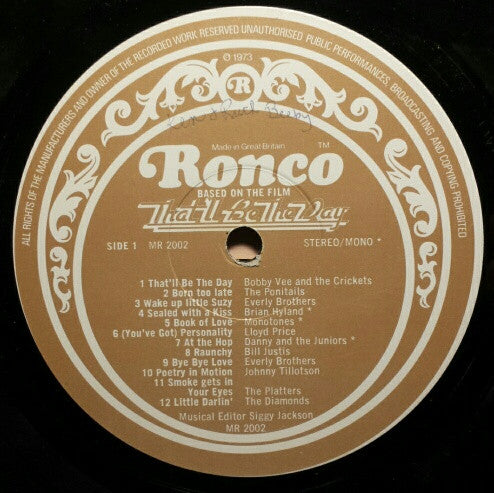 ALL RIGHTS OF THE MANUFACTURERS AND OWNER OF THE RECORDED WORK RESERVED UNAUTHORISED PUBLIC PERFORMANCES, BROADCASTING AND COPYING PROHIBITED
℗ 1973
R
Made in Great Britain
Ronco TM
BASED ON THE FILM
That'll Be The Day
SIDE 1 MR 2002 STEREO/MONO *
1 That'll Be The Day Bobby Vee and the Crickets
2 Born too late The Ponitails
3 Wake up little Suzy Everly Brothers
4 Sealed with a Kiss Brian Hyland *
5 Book of Love Monotones *
6 (You've Got) Personality Lloyd Price
7 At the Hop Danny and the Juniors *
8 Raunchy Bill Justis
9 Bye Bye Love Everly Brothers
10 Poetry in Motion Johnny Tillotson
11 Smoke gets in
Your Eyes The Platters
12 Little Darlin' The Diamonds
Musical Editor Siggy Jackson
MR 2002